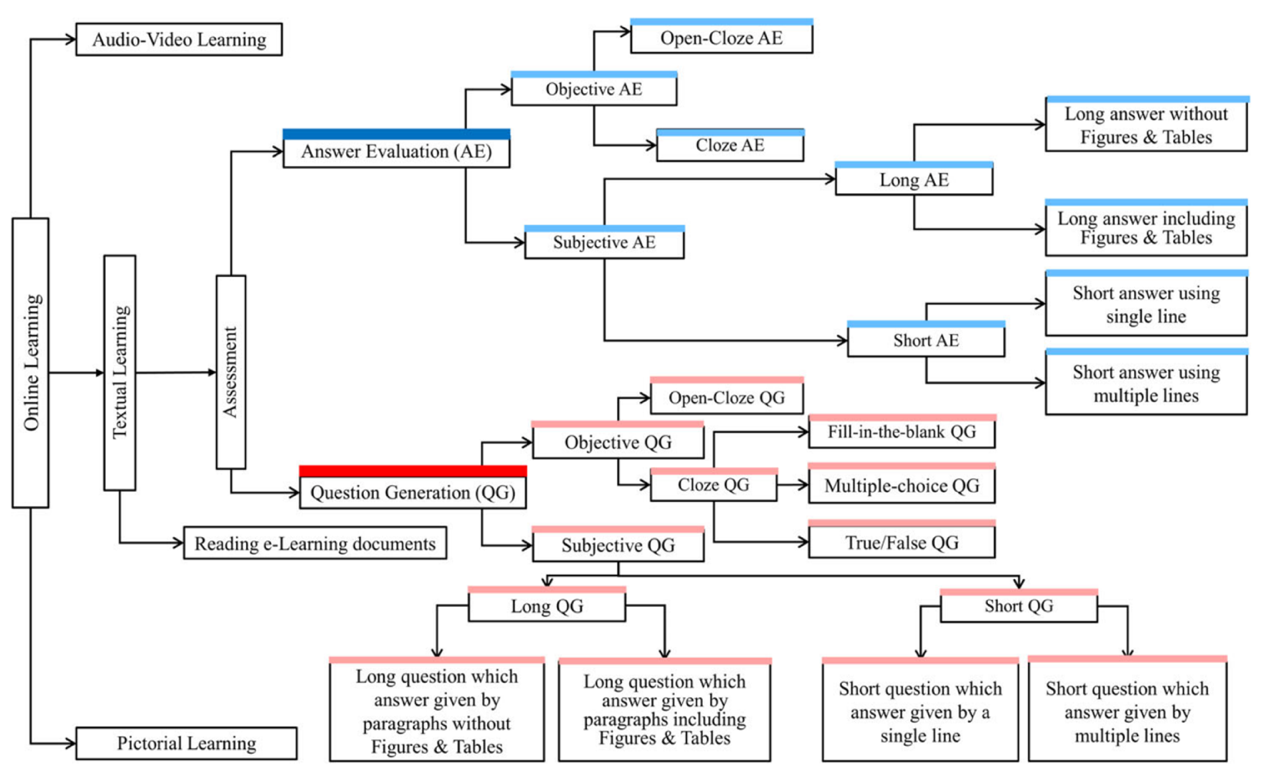 Audio-Video Learning
Open-Cloze AE
Objective AE
Cloze AE
Answer Evaluation (AE)
Long answer without
Figures & Tables
Long AE
Long answer including
Figures & Tables
Subjective AE
Short answer using
single line
Short AE
Short answer using
multiple lines
Online Learning
Textual Learning
Assessment
Open-Cloze QG
Objective QG
Fill-in-the-blank QG
Cloze QG
Multiple-choice QG
Question Generation (QG)
True/False QG
Subjective QG
Reading e-Learning documents
Long QG
Short QG
Long question which
answer given by
paragraphs without
Figures & Tables
Long question which
answer given by
paragraphs including
Figures & Tables
Short question which
answer given by a
single line
Short question which
answer given by
multiple lines
Pictorial Learning